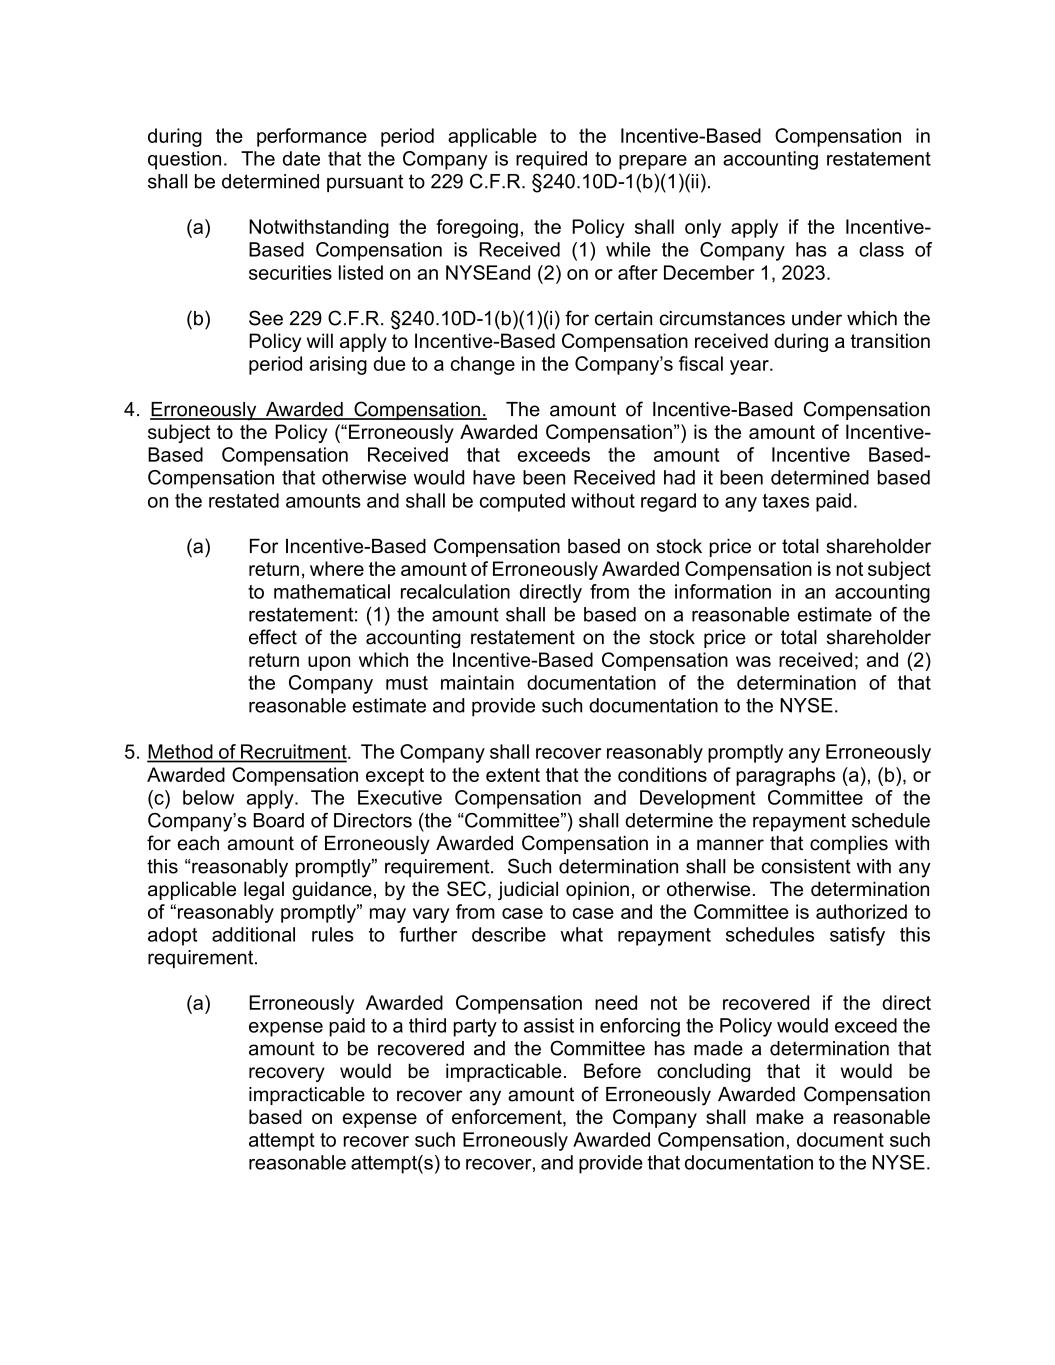 during the performance period applicable to the Incentive-Based Compensation in
question. The date that the Company is required to prepare an accounting restatement
shall be determined pursuant to 229 C.F.R. §240.10D-1(b)(1)(ii).
(a) Notwithstanding the foregoing, the Policy shall only apply if the Incentive-
Based Compensation is Received (1) while the Company has a class of
securities listed on an NYSEand (2) on or after December 1, 2023.
(b) See 229 C.F.R. §240.10D-1(b)(1)(i) for certain circumstances under which the
Policy will apply to Incentive-Based Compensation received during a transition
period arising due to a change in the Company’s fiscal year.
4. Erroneously Awarded Compensation. The amount of Incentive-Based Compensation
subject to the Policy (“Erroneously Awarded Compensation”) is the amount of Incentive-
Based Compensation Received that exceeds the amount of Incentive Based-
Compensation that otherwise would have been Received had it been determined based
on the restated amounts and shall be computed without regard to any taxes paid.
(a) For Incentive-Based Compensation based on stock price or total shareholder
return, where the amount of Erroneously Awarded Compensation is not subject
to mathematical recalculation directly from the information in an accounting
restatement: (1) the amount shall be based on a reasonable estimate of the
effect of the accounting restatement on the stock price or total shareholder
return upon which the Incentive-Based Compensation was received; and (2)
the Company must maintain documentation of the determination of that
reasonable estimate and provide such documentation to the NYSE.
5. Method of Recruitment. The Company shall recover reasonably promptly any Erroneously
Awarded Compensation except to the extent that the conditions of paragraphs (a), (b), or
(c) below apply. The Executive Compensation and Development Committee of the
Company’s Board of Directors (the “Committee”) shall determine the repayment schedule
for each amount of Erroneously Awarded Compensation in a manner that complies with
this “reasonably promptly” requirement. Such determination shall be consistent with any
applicable legal guidance, by the SEC, judicial opinion, or otherwise. The determination
of “reasonably promptly” may vary from case to case and the Committee is authorized to
adopt additional rules to further describe what repayment schedules satisfy this
requirement.
(a) Erroneously Awarded Compensation need not be recovered if the direct
expense paid to a third party to assist in enforcing the Policy would exceed the
amount to be recovered and the Committee has made a determination that
recovery would be impracticable. Before concluding that it would be
impracticable to recover any amount of Erroneously Awarded Compensation
based on expense of enforcement, the Company shall make a reasonable
attempt to recover such Erroneously Awarded Compensation, document such
reasonable attempt(s) to recover, and provide that documentation to the NYSE.